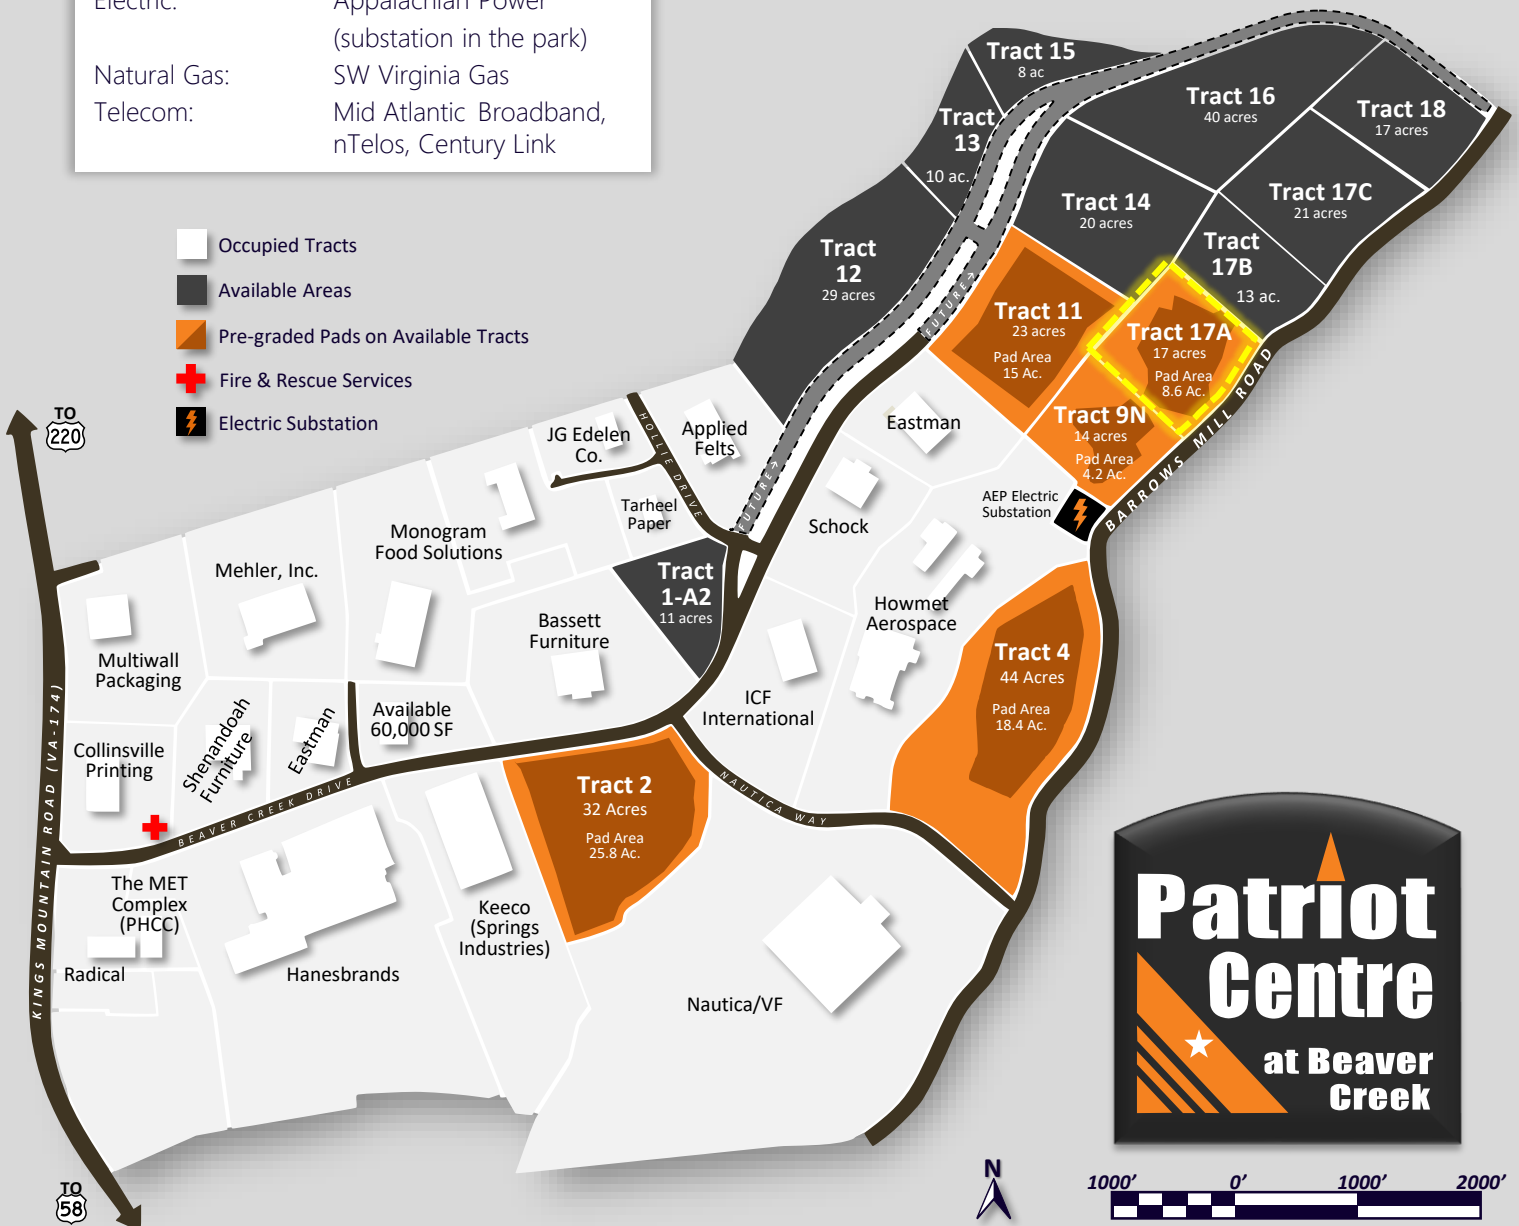 Electric: Appalachian Power
(substation in the park)
Natural Gas: SW Virginia Gas
Telecom: Mid Atlantic Broadband,
nTelos, Century Link
Occupied Tracts
Available Areas
Pre-graded Pads on Available Tracts
Fire & Rescue Services
Electric Substation
TO
220
Tract 15
8 ac
Tract
13
10 ac.
Tract 16
40 acres
Tract 18
17 acres
Tract 14
20 acres
Tract 17C
21 acres
Tract
17B
13 ac.
Tract
12
29 acres
FUTURE
FUTURE
Tract 11
23 acres
Pad Area
15 Ac.
Tract 17A
17 acres
Pad Area
8.6 Ac.
Tract 9N
14 acres
Pad Area
4.2 Ac.
BARROWS MILL ROAD
AEP Electric
Substation
JG Edelen
Co.
HOLLIE DRIVE
Applied
Felts
Eastman
Tarheel
Paper
FUTURE
Schock
Monogram
Food Solutions
Mehler, Inc.
Tract
1-A2
11 acres
Bassett
Furniture
Howmet
Aerospace
Multiwall
Packaging
Tract 4
44 Acres
Pad Area
18.4 Ac.
ICF
International
Available
60,000 SF
Shenandoah
Furniture
Eastman
Collinsville
Printing
KINGS MOUNTAIN ROAD (VA-174)
BEAVER CREEK DRIVE
NAUTICA WAY
Tract 2
32 Acres
Pad Area
25.8 Ac.
The MET
Complex
(PHCC)
Radical
Hanesbrands
Keeco
(Springs
Industries)
Nautica/VF
Patriot
Centre
at Beaver
Creek
TO
58
N
1000’ 0’ 1000’ 2000’